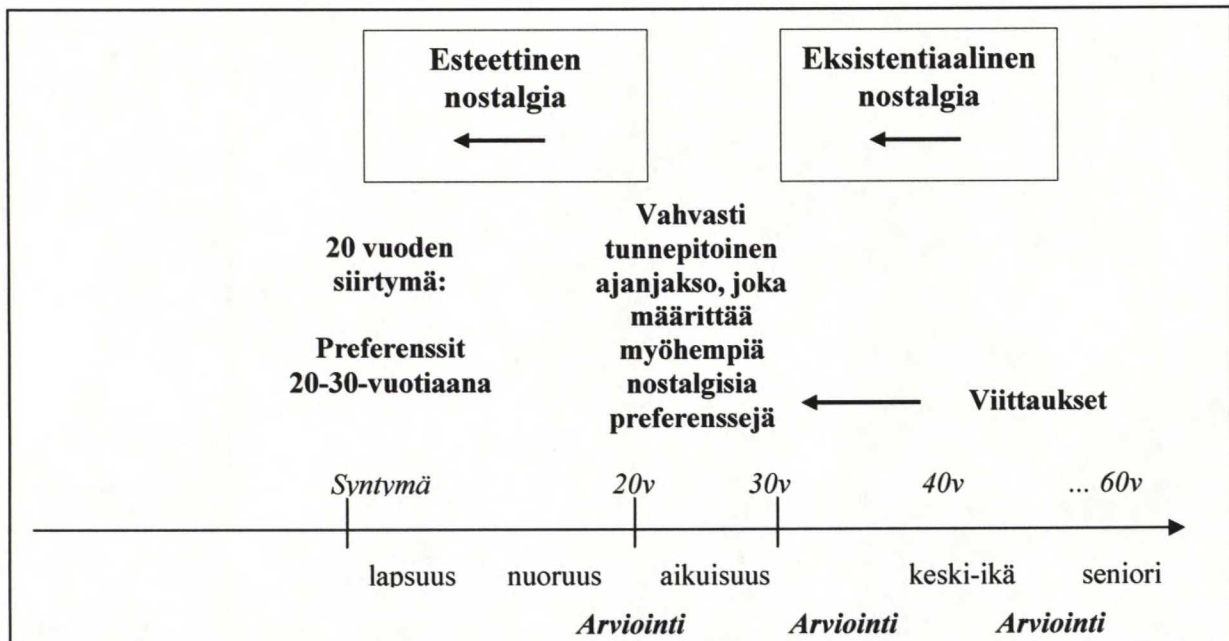 Esteettinen
nostalgia
Eksistentiaalinen
nostalgia
20 vuoden
siirtymä:
Preferenssit
20-30-vuotiaana
Vahvasti
tunnepitoinen
ajanjakso, joka
määrittää
myöhempiä
nostalgisia
preferenssejä
Viittaukset
Syntymä 20v 30v 40v ... 60v
lapsuus nuoruus aikuisuus keski-ikä seniori
Arviointi Arviointi Arviointi